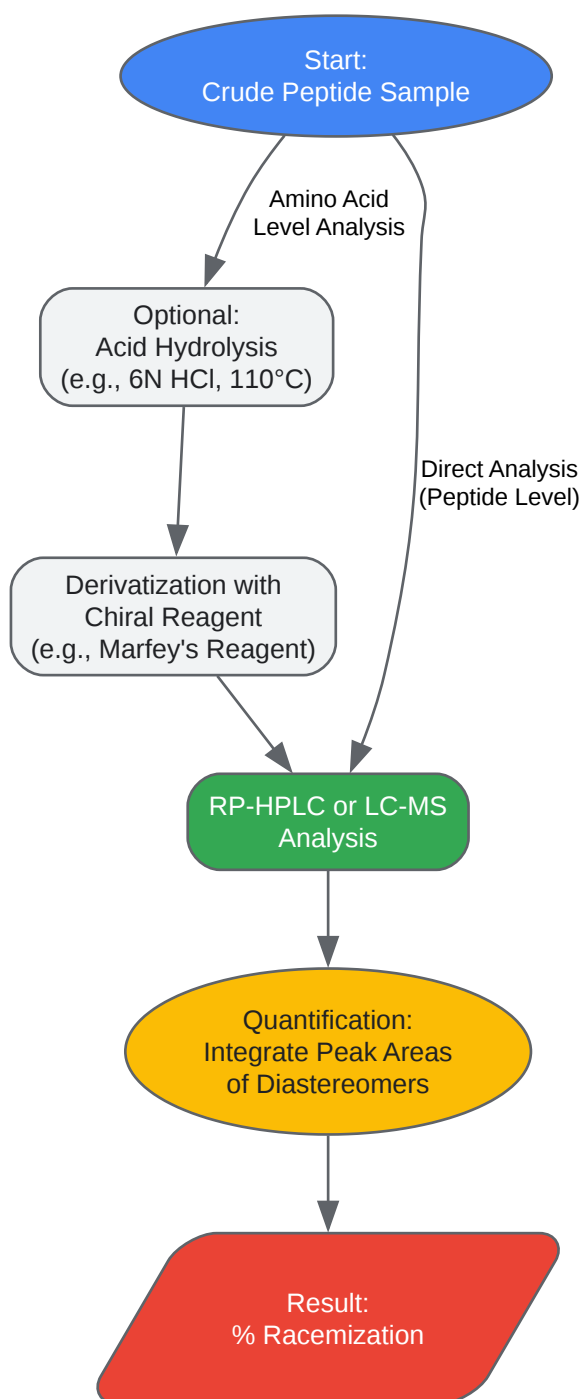 Start:
Crude Peptide Sample
Amino Acid
Level Analysis
Optional:
Acid Hydrolysis
(e.g., 6N HCl, 110°C)
Direct Analysis
(Peptide Level)
Derivatization with
Chiral Reagent
(e.g., Marfey's Reagent)
RP-HPLC or LC-MS
Analysis
Quantification:
Integrate Peak Areas
of Diastereomers
Result:
% Racemization